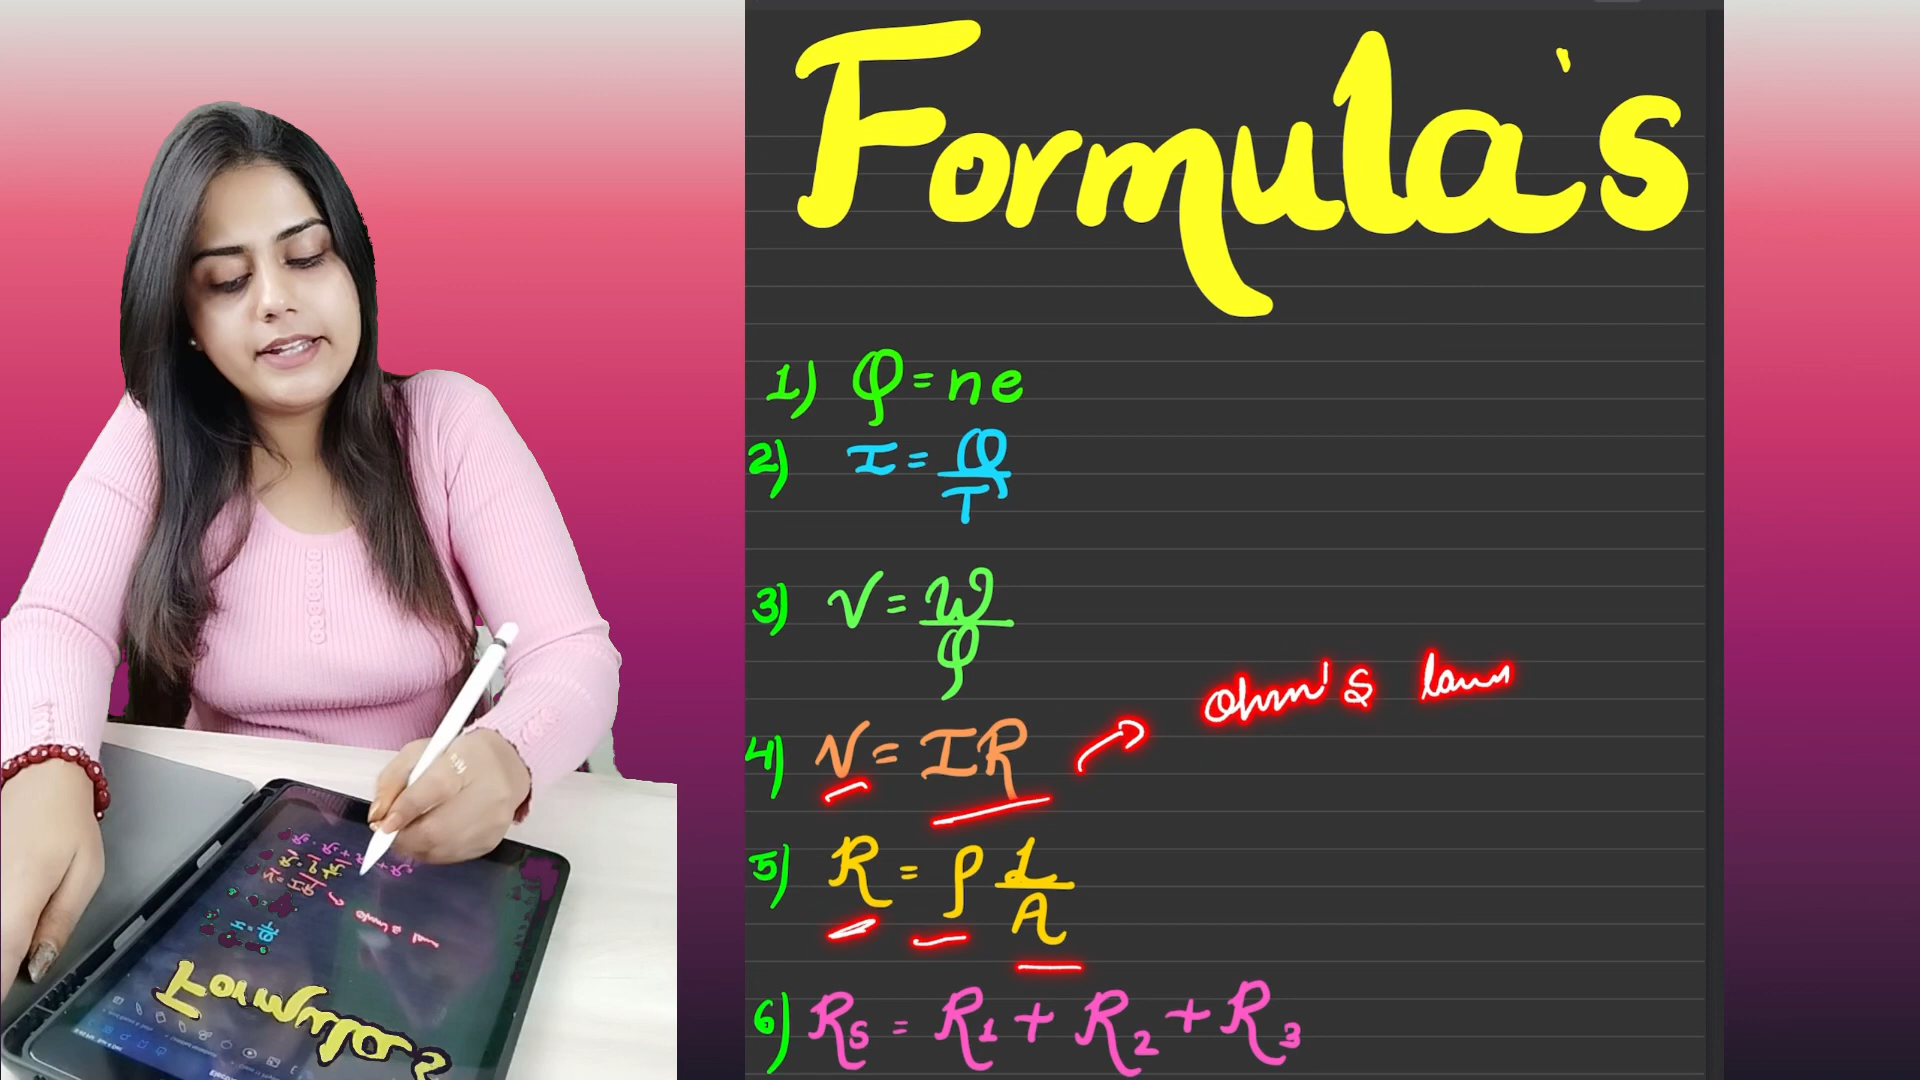 Formula's
1) Q = ne
2) I = Q/T
3) V = W/Q
ohm's law
4) V = IR
5) R = ρ L/A
6) Rs = R1 + R2 + R3